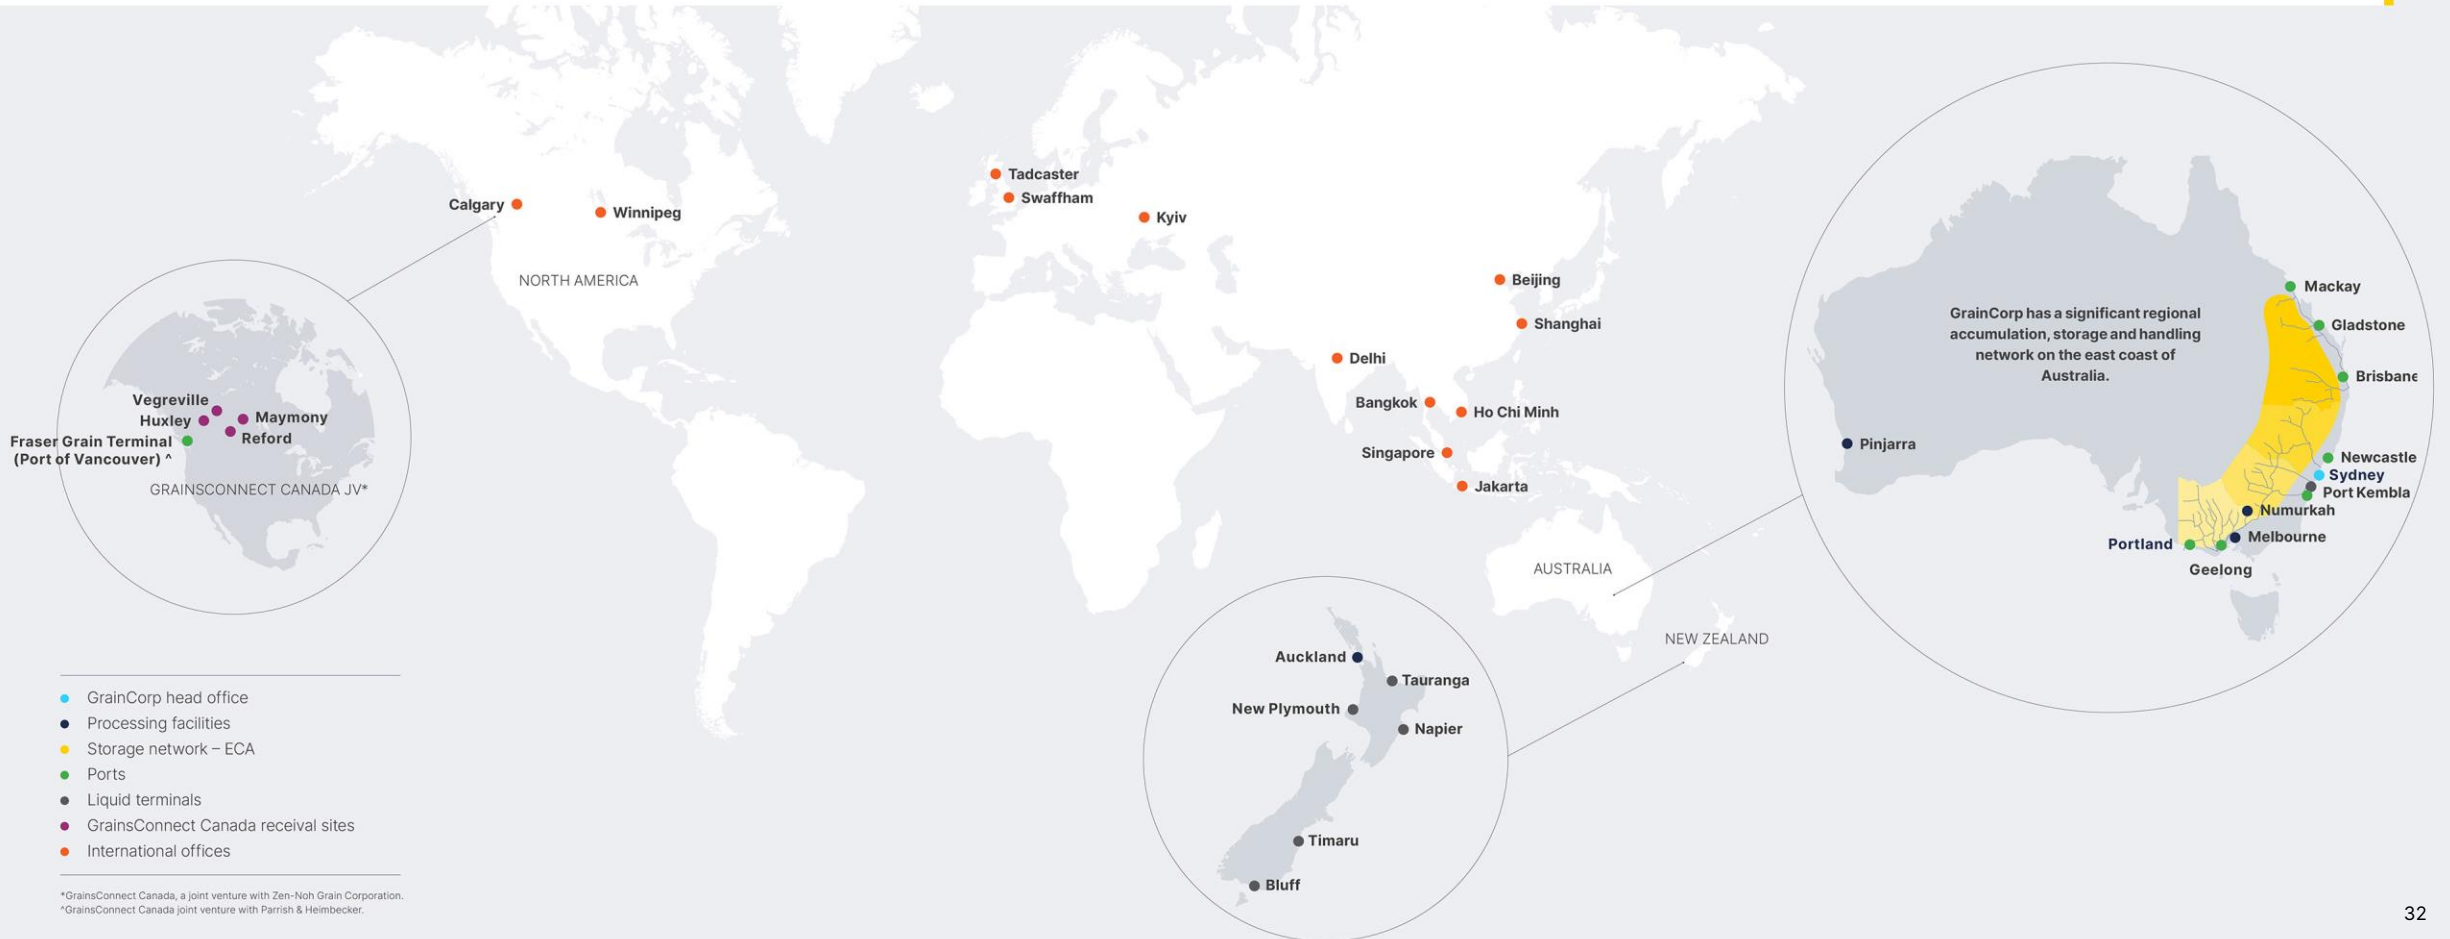 Tadcaster
Swaffham
Calgary
Winnipeg
Kyiv
NORTH AMERICA
Beijing
Shanghai
Delhi
Bangkok
Ho Chi Minh
Singapore
Jakarta
AUSTRALIA
NEW ZEALAND
Vegreville
Huxley
Maymony
Reford
Fraser Grain Terminal
(Port of Vancouver) ^
GRAINSCONNECT CANADA JV*
GrainCorp has a significant regional
accumulation, storage and handling
network on the east coast of
Australia.
Mackay
Gladstone
Brisbane
Pinjarra
Newcastle
Sydney
Port Kembla
Numurkah
Melbourne
Portland
Geelong
Auckland
Tauranga
New Plymouth
Napier
Timaru
Bluff
GrainCorp head office
Processing facilities
Storage network – ECA
Ports
Liquid terminals
GrainsConnect Canada receival sites
International offices
*GrainsConnect Canada, a joint venture with Zen-Noh Grain Corporation.
^GrainsConnect Canada joint venture with Parrish & Heimbecker.
32